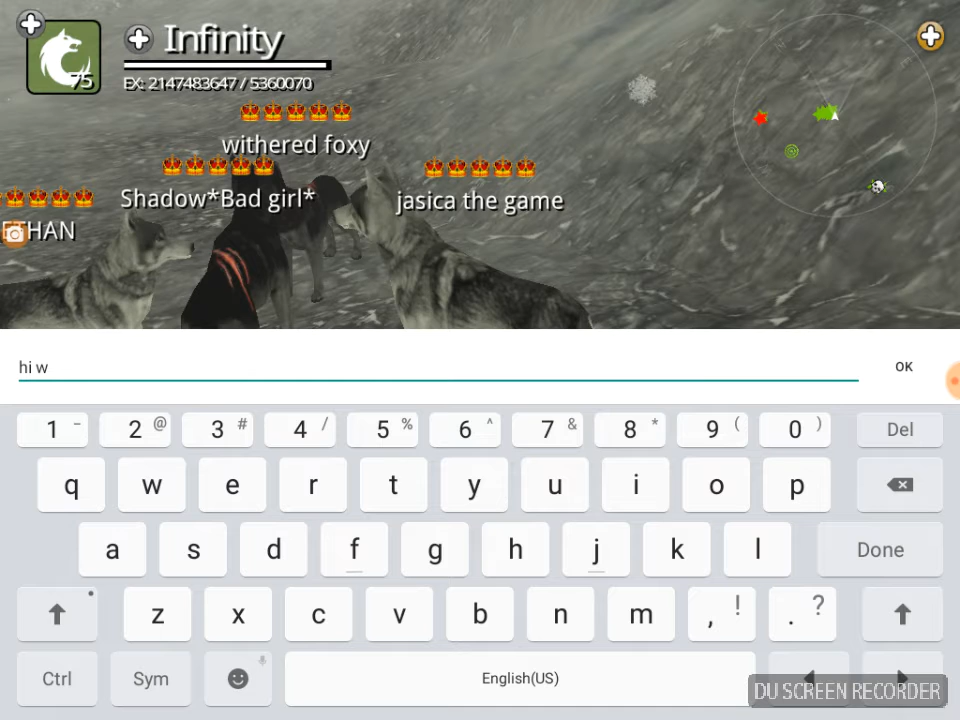 Infinity
75
EX: 2147483647 / 5360070
withered foxy
Shadow*Bad girl*
jasica the game
HAN
hi w
OK
1 - 2 @ 3 # 4 / 5 % 6 ^ 7 & 8 * 9 ( 0 ) Del
q w e r t y u i o p
a s d f g h j k l Done
z x c v b n m , ! . ?
Ctrl Sym English(US)
DU SCREEN RECORDER